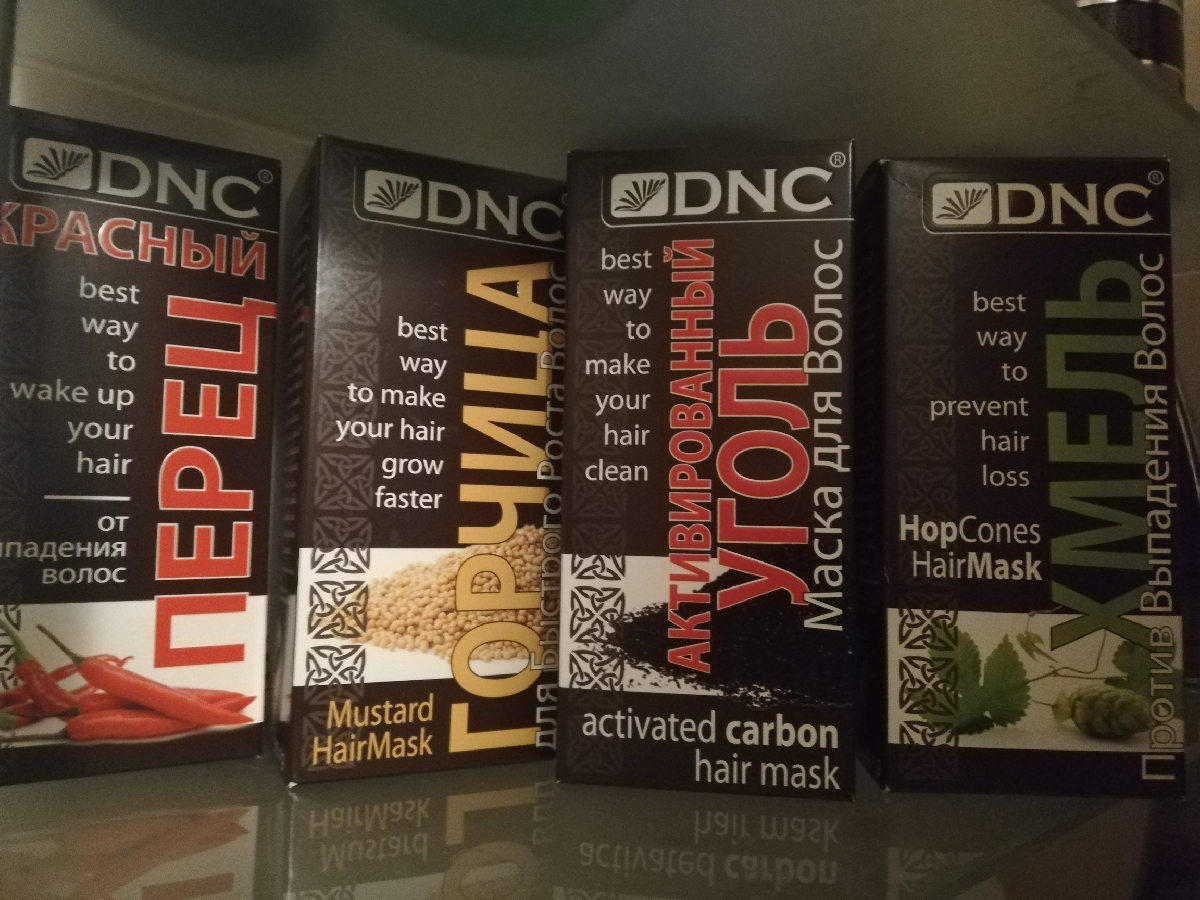 DNC®
КРАСНЫЙ
ПЕРЕЦ
best
way
to
wake up
your
hair
от
волос
DNC
ГОРЧИЦА
для Быстрого Роста Волос
best
way
to make
your hair
grow
faster
Mustard
HairMask
DNC®
АКТИВИРОВАННЫЙ
УГОЛЬ
Маска для Волос
best
way
to
make
your
hair
clean
activated carbon
hair mask
DNC®
ХМЕЛЬ
Против Выпадения Волос
best
way
to
prevent
hair
loss
HopCones
HairMask